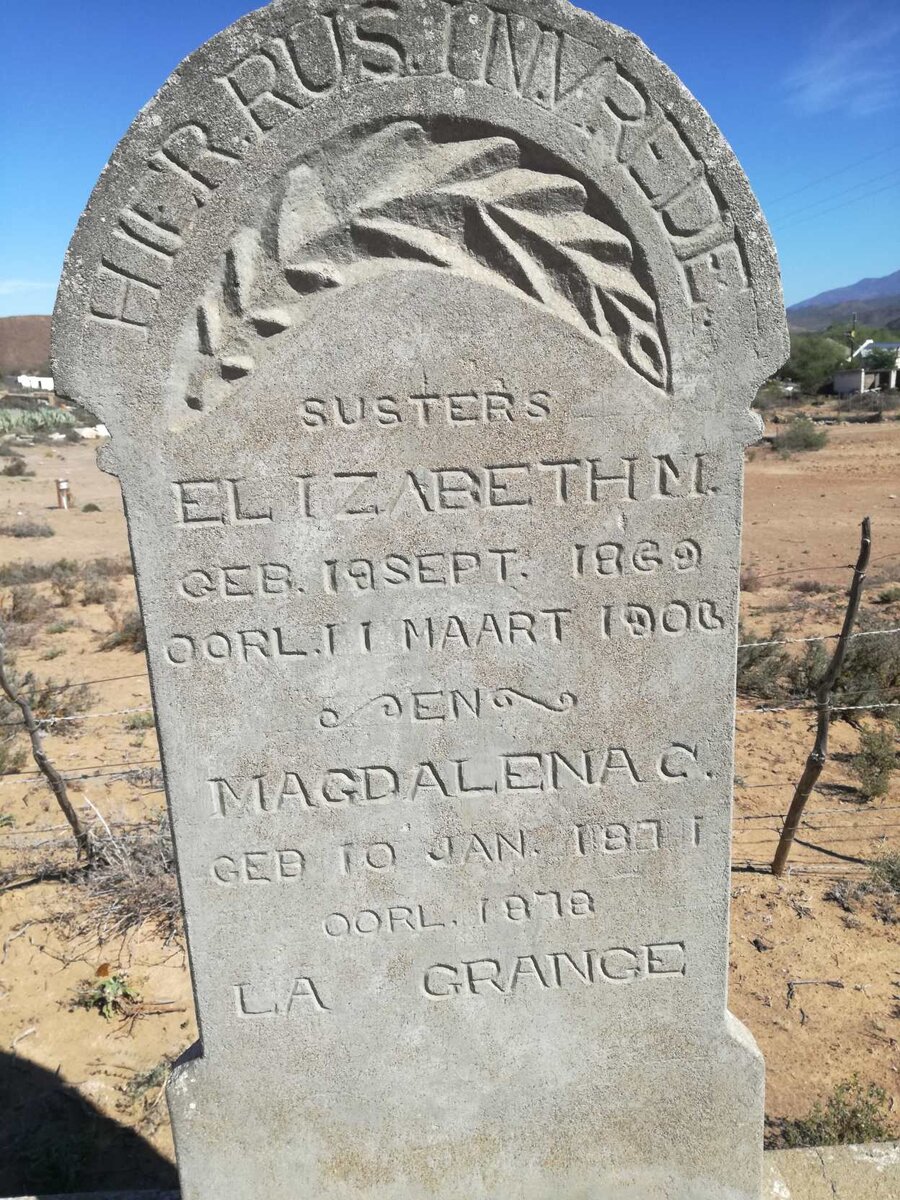 HIER.RUS.IN.VREDE.
SUSTERS
ELIZABETH M.
GEB. 19 SEPT. 1869
OORL. 11 MAART 1906
EN
MAGDALENA C.
GEB 10 JAN. 1871
OORL. 1878
LA GRANGE